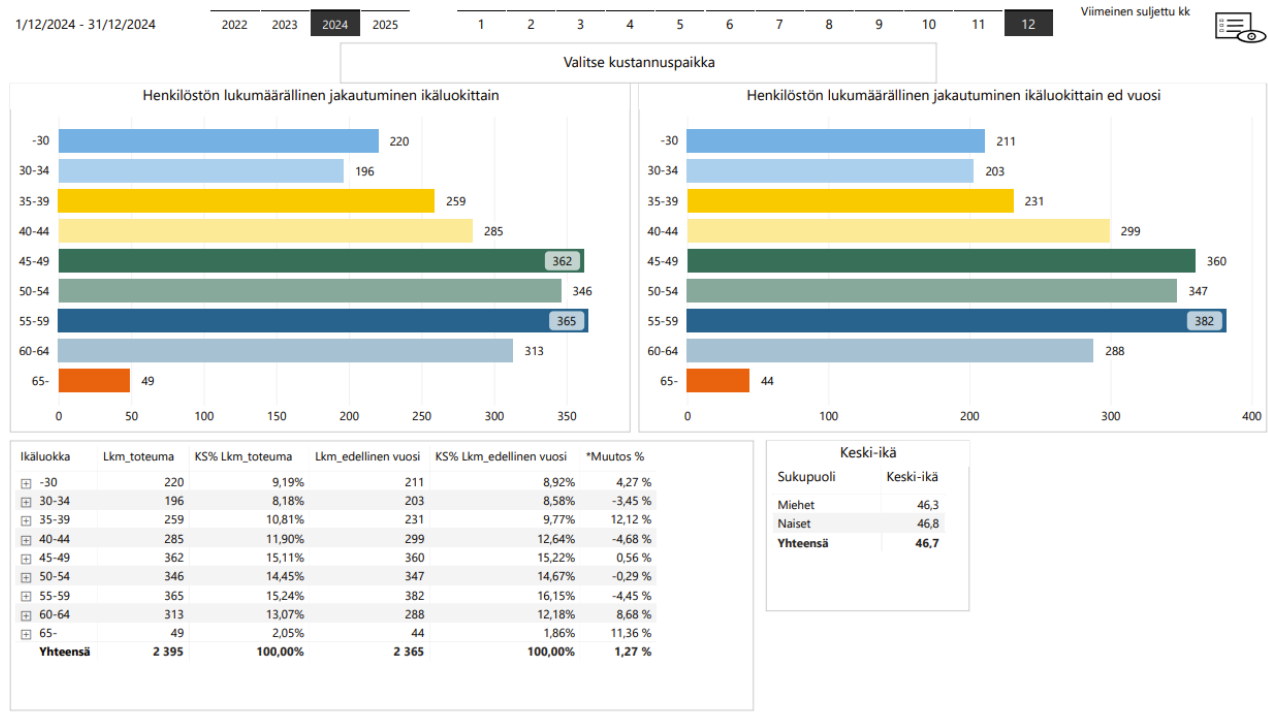 1/12/2024 - 31/12/2024
2022 2023 2024 2025
1 2 3 4 5 6 7 8 9 10 11 12
Viimeinen suljettu kk
Valitse kustannuspaikka
Henkilöstön lukumäärällinen jakautuminen ikäluokittain
-30 220
30-34 196
35-39 259
40-44 285
45-49 362
50-54 346
55-59 365
60-64 313
65- 49
0 50 100 150 200 250 300 350
Henkilöstön lukumäärällinen jakautuminen ikäluokittain ed vuosi
-30 211
30-34 203
35-39 231
40-44 299
45-49 360
50-54 347
55-59 382
60-64 288
65- 44
0 100 200 300 400
Ikäluokka Lkm_toteuma KS% Lkm_toteuma Lkm_edellinen vuosi KS% Lkm_edellinen vuosi *Muutos %
-30 220 9,19% 211 8,92% 4,27 %
30-34 196 8,18% 203 8,58% -3,45 %
35-39 259 10,81% 231 9,77% 12,12 %
40-44 285 11,90% 299 12,64% -4,68 %
45-49 362 15,11% 360 15,22% 0,56 %
50-54 346 14,45% 347 14,67% -0,29 %
55-59 365 15,24% 382 16,15% -4,45 %
60-64 313 13,07% 288 12,18% 8,68 %
65- 49 2,05% 44 1,86% 11,36 %
Yhteensä 2 395 100,00% 2 365 100,00% 1,27 %
Keski-ikä
Sukupuoli Keski-ikä
Miehet 46,3
Naiset 46,8
Yhteensä 46,7